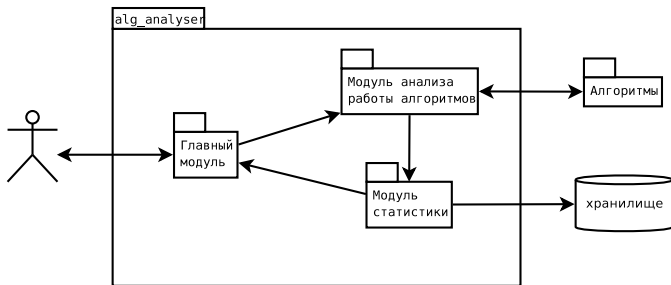 alg_analyser
Модуль анализа
работы алгоритмов
Алгоритмы
Главный
модуль
Модуль
статистики
хранилище